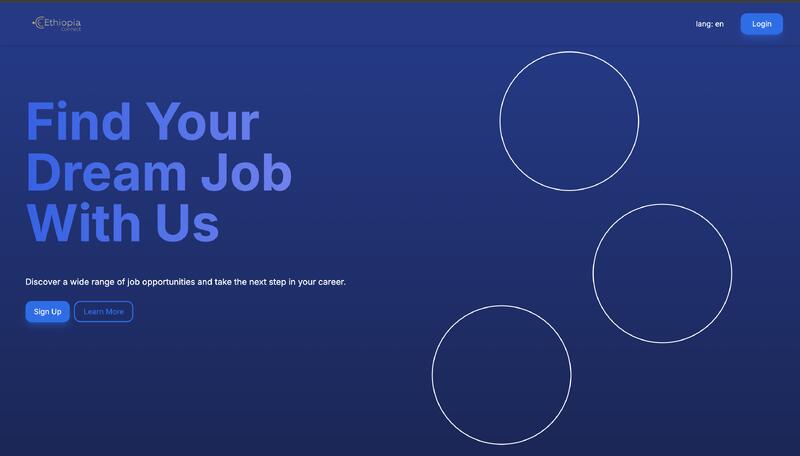 Ethiopia
connect
lang: en
Login
Find Your
Dream Job
With Us
Discover a wide range of job opportunities and take the next step in your career.
Sign Up
Learn More